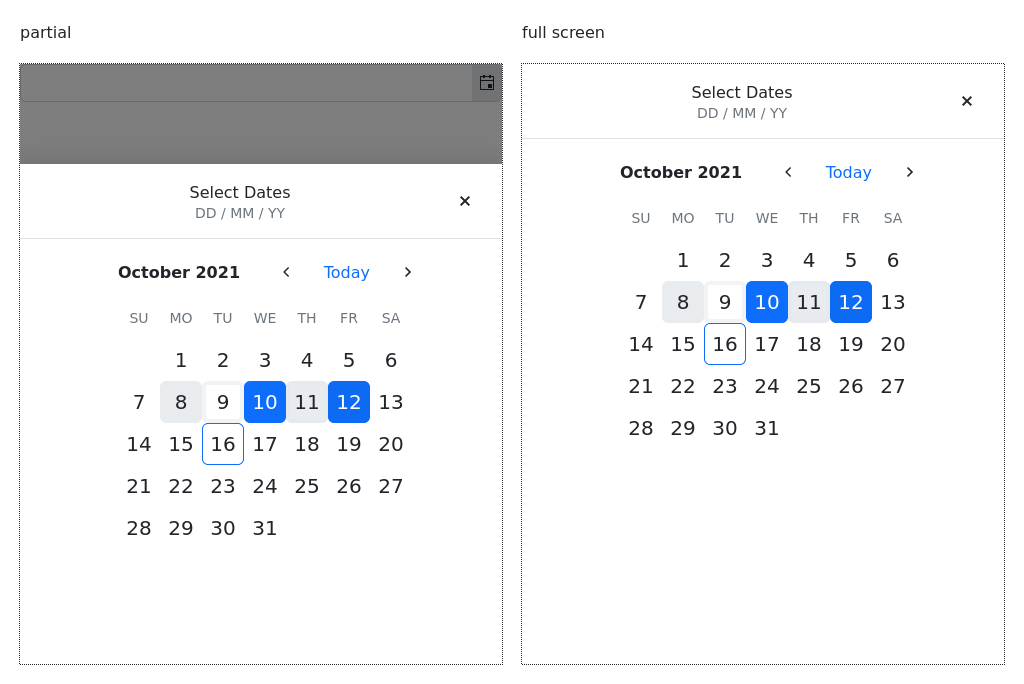 partial
Select Dates
DD / MM / YY
October 2021 Today
SU MO TU WE TH FR SA
1 2 3 4 5 6
7 8 9 10 11 12 13
14 15 16 17 18 19 20
21 22 23 24 25 26 27
28 29 30 31
full screen
Select Dates
DD / MM / YY
October 2021 Today
SU MO TU WE TH FR SA
1 2 3 4 5 6
7 8 9 10 11 12 13
14 15 16 17 18 19 20
21 22 23 24 25 26 27
28 29 30 31